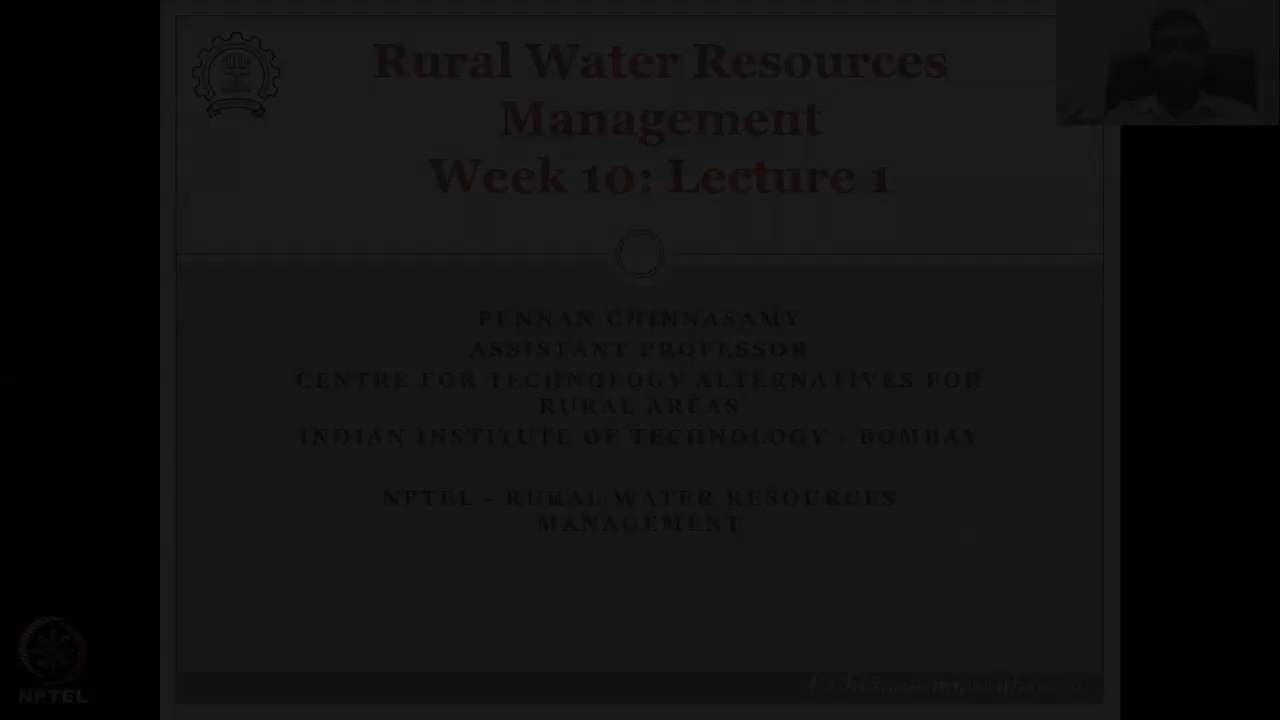 Rural Water Resources
Management
Week 10: Lecture 1
PENNAN CHINNASAMY
ASSISTANT PROFESSOR
CENTRE FOR TECHNOLOGY ALTERNATIVES FOR
RURAL AREAS
INDIAN INSTITUTE OF TECHNOLOGY - BOMBAY
NPTEL - RURAL WATER RESOURCES
MANAGEMENT
NPTEL